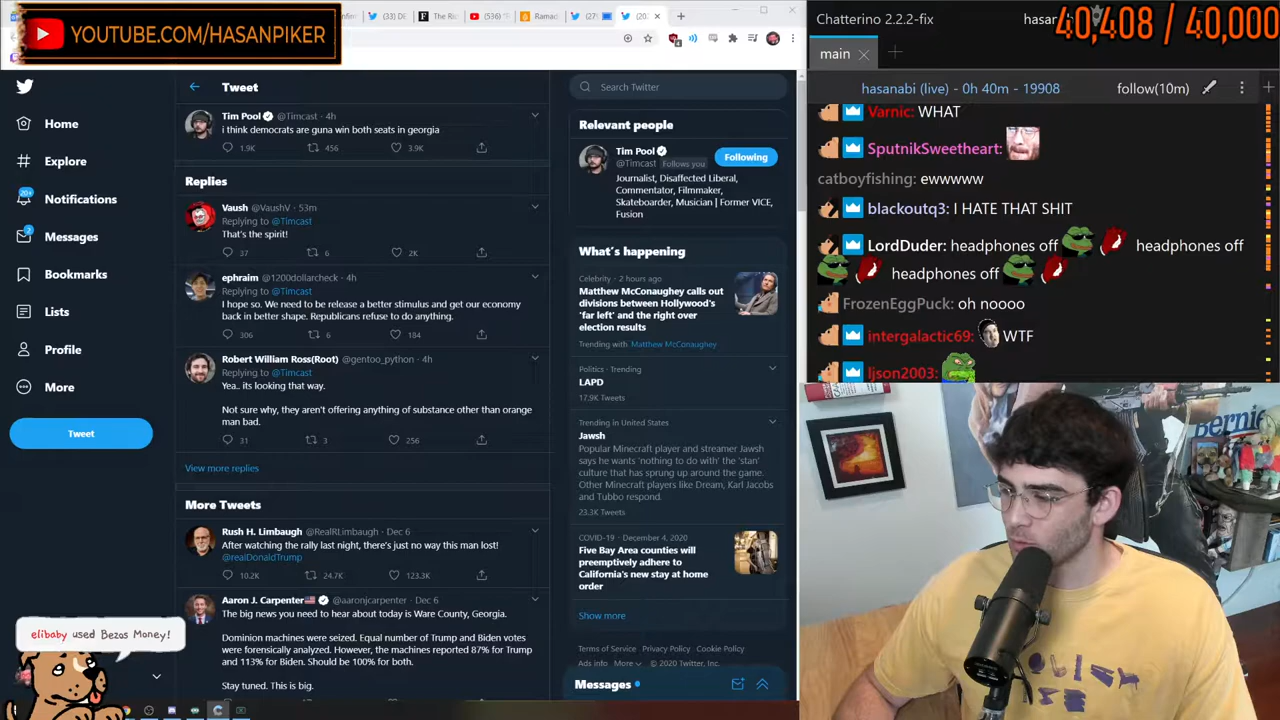 (33) D
The Ri
(536)
Ramad
(27)
(20)
YOUTUBE.COM/HASANPIKER
Tweet
Tim Pool @Timcast · 4h
i think democrats are guna win both seats in georgia
1.9K 456 3.9K
Replies
Vaush @VaushV · 53m
Replying to @Timcast
That's the spirit!
37 6 2K
ephraim @1200dollarcheck · 4h
Replying to @Timcast
I hope so. We need to be release a better stimulus and get our economy
back in better shape. Republicans refuse to do anything.
306 6 184
Robert William Ross(Root) @gentoo_python · 4h
Replying to @Timcast
Yea.. its looking that way.
Not sure why, they aren't offering anything of substance other than orange
man bad.
31 3 256
View more replies
More Tweets
Rush H. Limbaugh @RealRLimbaugh · Dec 6
After watching the rally last night, there's just no way this man lost!
@realDonaldTrump
10.2K 24.7K 123.3K
Aaron J. Carpenter @aaronjcarpenter · Dec 6
The big news you need to hear about today is Ware County, Georgia.
Dominion machines were seized. Equal number of Trump and Biden votes
were forensically analyzed. However, the machines reported 87% for Trump
and 113% for Biden. Should be 100% for both.
Stay tuned. This is big.
Home
Explore
20+
Notifications
2
Messages
Bookmarks
Lists
Profile
More
Tweet
elibaby used Bezos Money!
Search Twitter
Relevant people
Tim Pool
@Timcast Follows you
Following
Journalist, Disaffected Liberal,
Commentator, Filmmaker,
Skateboarder, Musician | Former VICE,
Fusion
What's happening
Celebrity · 2 hours ago
Matthew McConaughey calls out
divisions between Hollywood's
'far left' and the right over
election results
Trending with Matthew McConaughey
Politics · Trending
LAPD
17.9K Tweets
Trending in United States
Jawsh
Popular Minecraft player and streamer Jawsh
says he wants 'nothing to do with' the 'stan'
culture that has sprung up around the game.
Other Minecraft players like Dream, Karl Jacobs
and Tubbo respond.
23.3K Tweets
COVID-19 · December 4, 2020
Five Bay Area counties will
preemptively adhere to
California's new stay at home
order
Show more
Terms of Service Privacy Policy Cookie Policy
Ads info More © 2020 Twitter, Inc.
Messages
Chatterino 2.2.2-fix
hasana
40,408 / 40,000
main
hasanabi (live) - 0h 40m - 19908
follow(10m)
Varnic: WHAT
SputnikSweetheart:
catboyfishing: ewwwww
blackoutq3: I HATE THAT SHIT
LordDuder: headphones off headphones off
headphones off
FrozenEggPuck: oh noooo
intergalactic69: WTF
ljson2003:
Bernie